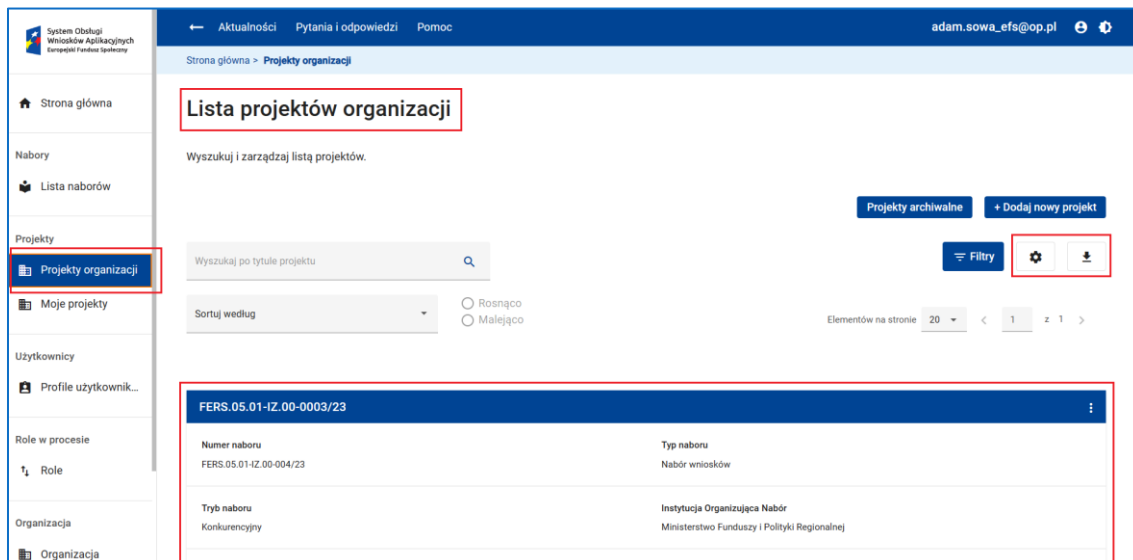 System Obsługi
Wniosków Aplikacyjnych
Europejski Fundusz Społeczny
Aktualności Pytania i odpowiedzi Pomoc
adam.sowa_efs@op.pl
Strona główna > Projekty organizacji
Strona główna
Nabory
Lista naborów
Projekty
Projekty organizacji
Moje projekty
Użytkownicy
Profile użytkownik...
Role w procesie
Role
Organizacja
Organizacja
Lista projektów organizacji
Wyszukuj i zarządzaj listą projektów.
Projekty archiwalne
+ Dodaj nowy projekt
Wyszukaj po tytule projektu
Filtry
Sortuj według
Rosnąco
Malejąco
Elementów na stronie 20 < 1 z 1 >
FERS.05.01-IZ.00-0003/23
Numer naboru
FERS.05.01-IZ.00-004/23
Typ naboru
Nabór wniosków
Tryb naboru
Konkurencyjny
Instytucja Organizująca Nabór
Ministerstwo Funduszy i Polityki Regionalnej